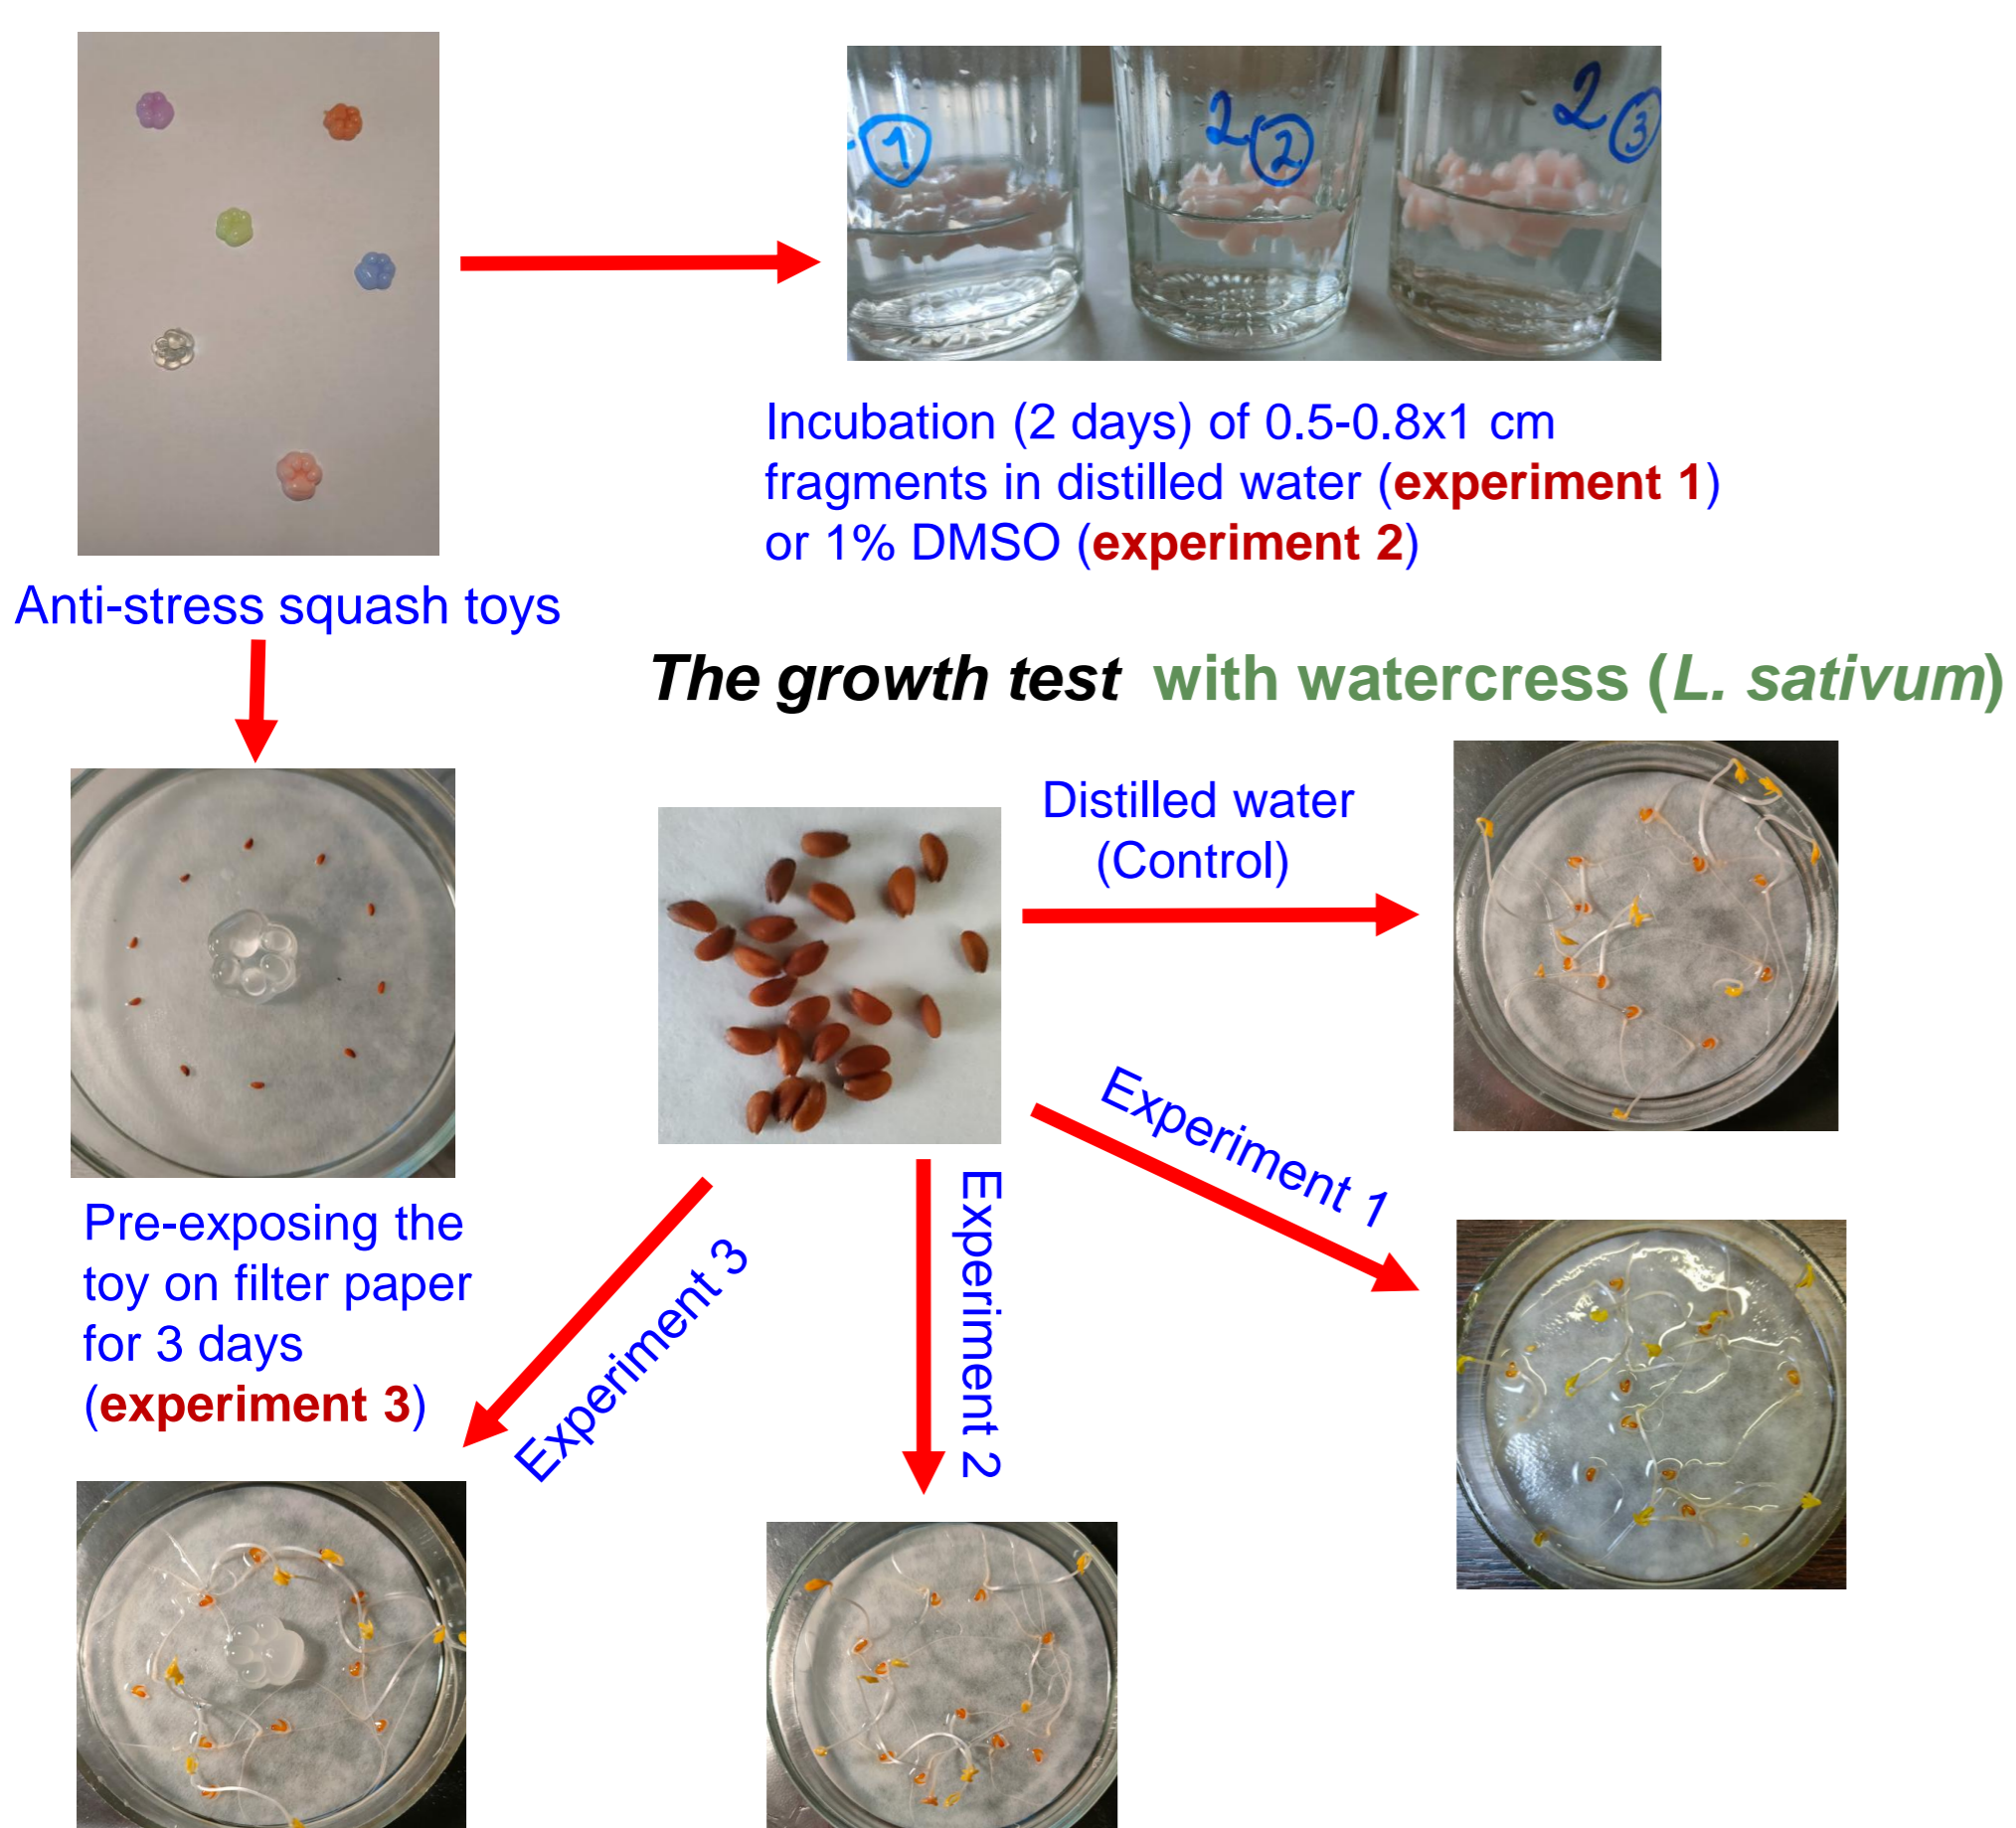 1
2 2
2 3
Incubation (2 days) of 0.5-0.8x1 cm
fragments in distilled water (experiment 1)
or 1% DMSO (experiment 2)
Anti-stress squash toys
The growth test with watercress (L. sativum)
Distilled water
(Control)
Experiment 1
Experiment 2
Experiment 3
Pre-exposing the
toy on filter paper
for 3 days
(experiment 3)